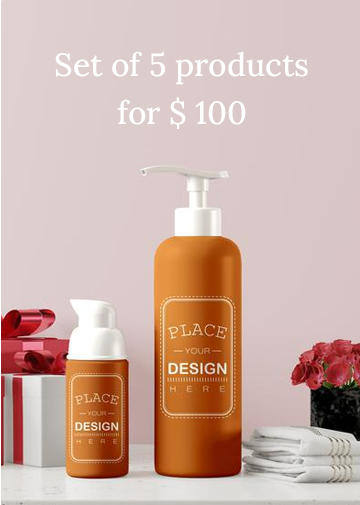 Set of 5 products
for $ 100
PLACE
YOUR
DESIGN
HERE
PLACE
YOUR
DESIGN
HERE